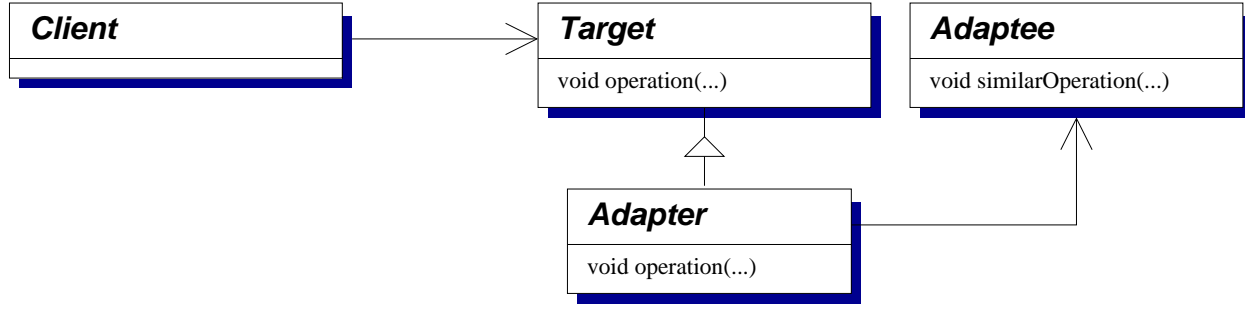 Client
Target
void operation(...)
Adaptee
void similarOperation(...)
Adapter
void operation(...)